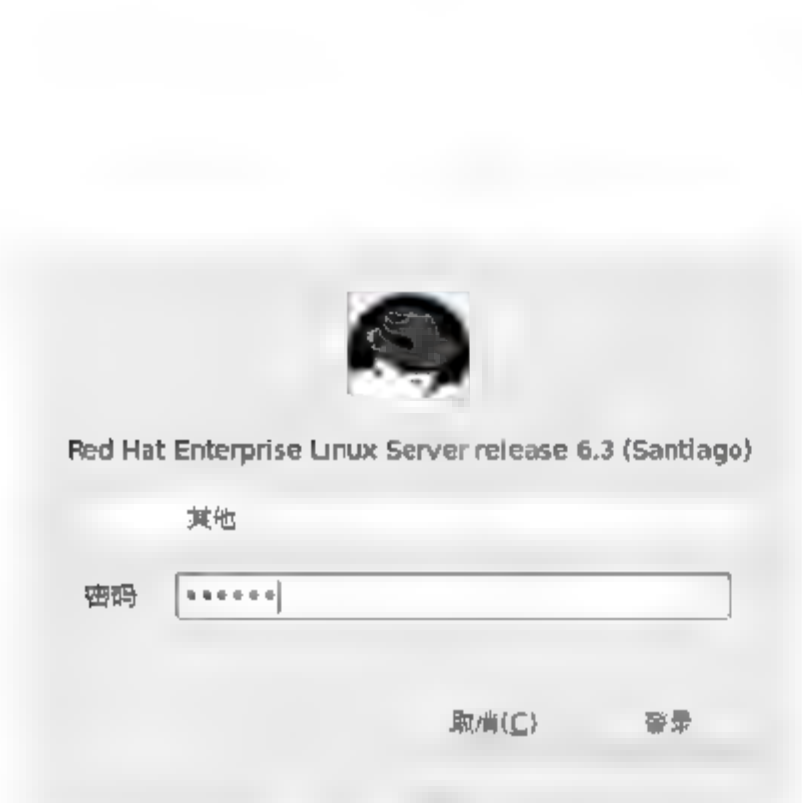 Red Hat Enterprise Linux Server release 6.3 (Santiago)
其他
密码
取消(C)
登录